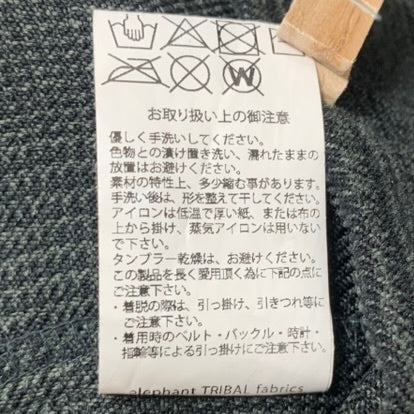 W
お取り扱い上の御注意
優しく手洗いしてください。
色物との漬け置き洗い、濡れたままの
放置はお避けください。
素材の特性上、多少縮む事があります。
手洗い後は、形を整えて干してください。
アイロンは低温で厚い紙、または布の
上から掛け、蒸気アイロンは用いない
で下さい。
タンブラー乾燥は、お避けください。
この製品を長く愛用頂く為に下記の点に
ご注意下さい。
・着脱の際は、引っ掛け、引きつれ等に
ご注意下さい。
・着用時のベルト・バックル・時計・
指輪等による引っ掛けにご注意下さい。
elephant TRIBAL fabrics